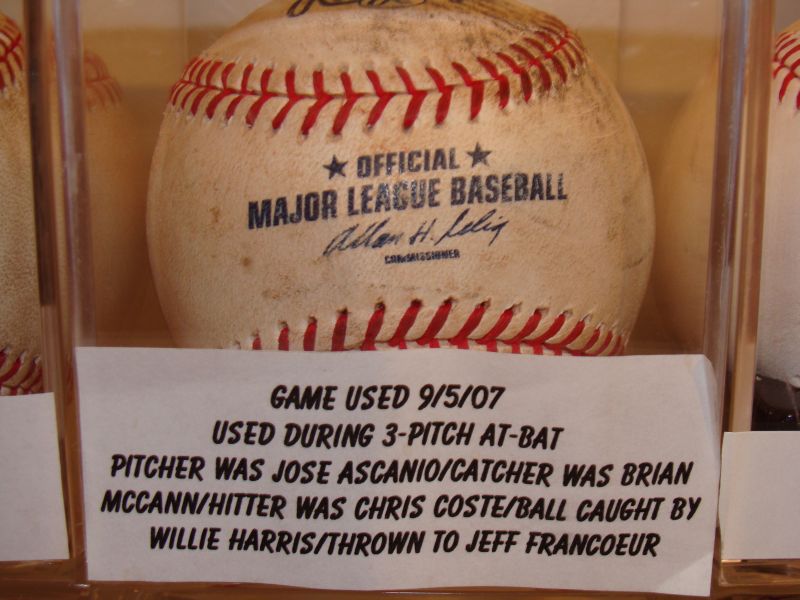 ★ OFFICIAL ★
MAJOR LEAGUE BASEBALL
Allan H. Selig
COMMISSIONER
GAME USED 9/5/07
USED DURING 3-PITCH AT-BAT
PITCHER WAS JOSE ASCANIO/CATCHER WAS BRIAN
MCCANN/HITTER WAS CHRIS COSTE/BALL CAUGHT BY
WILLIE HARRIS/THROWN TO JEFF FRANCOEUR